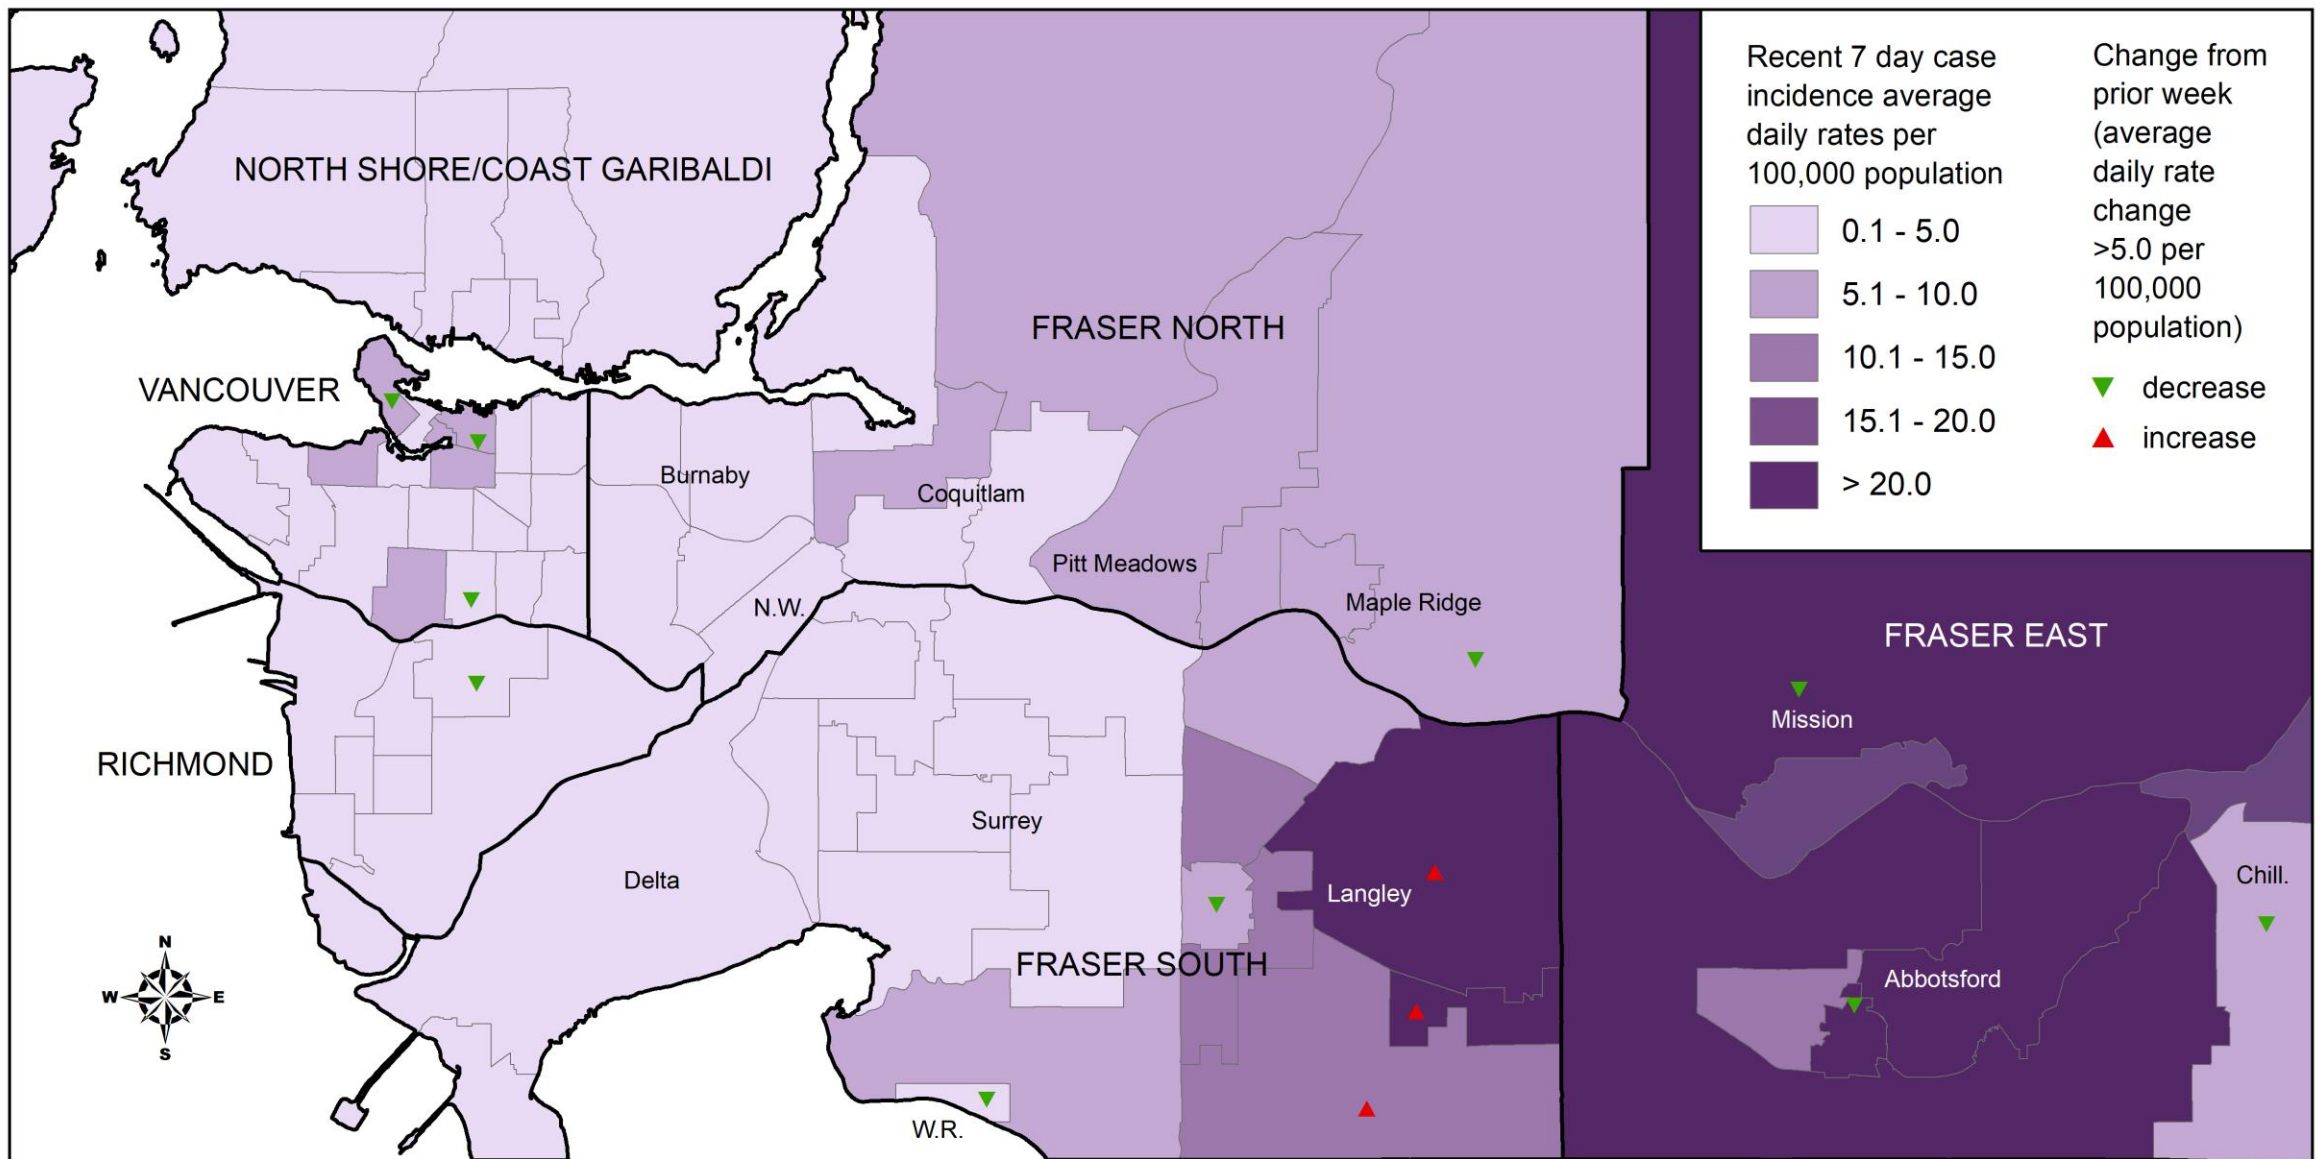 Recent 7 day case
incidence average
daily rates per
100,000 population
0.1 - 5.0
5.1 - 10.0
10.1 - 15.0
15.1 - 20.0
> 20.0
Change from
prior week
(average
daily rate
change
>5.0 per
100,000
population)
decrease
increase
NORTH SHORE/COAST GARIBALDI
FRASER NORTH
VANCOUVER
Burnaby
Coquitlam
Pitt Meadows
Maple Ridge
N.W.
FRASER EAST
Mission
RICHMOND
Surrey
Delta
Langley
Chill.
FRASER SOUTH
Abbotsford
W.R.
N
W
E
S